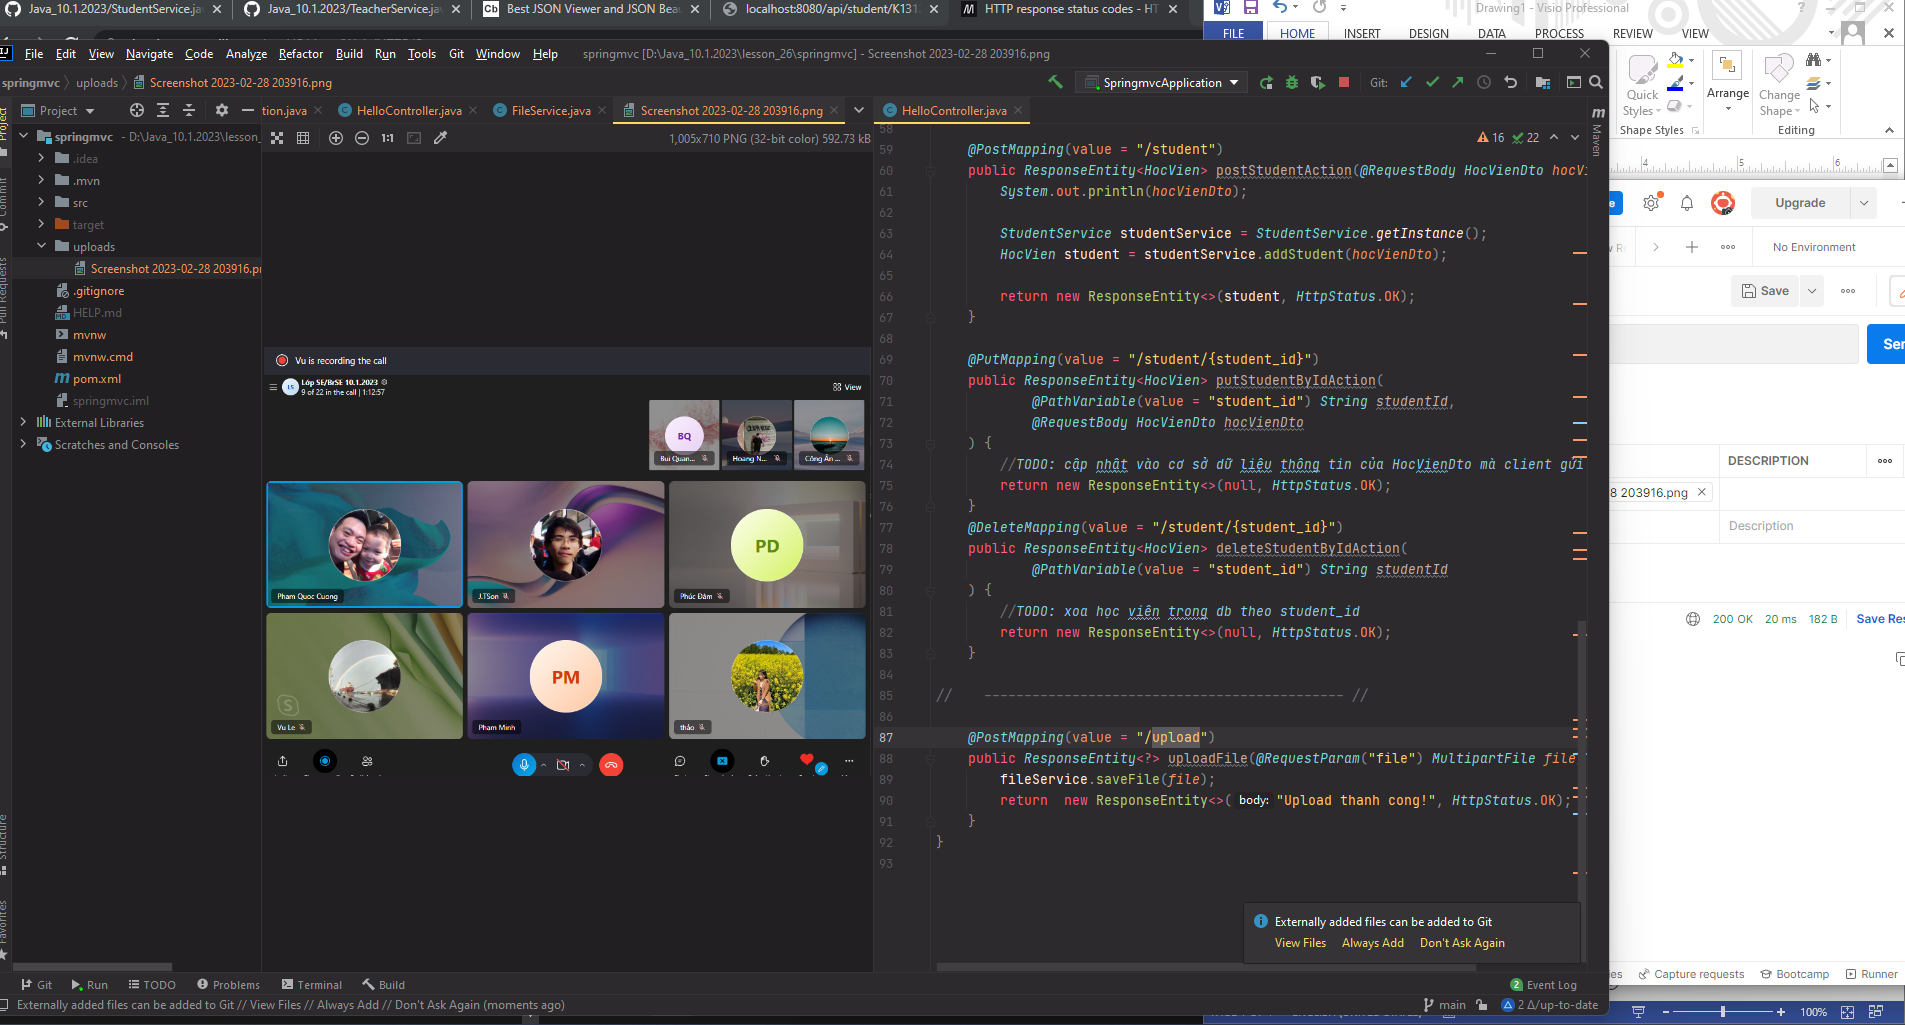 Java_10.1.2023/StudentService.jav
Java_10.1.2023/TeacherService.jav
Best JSON Viewer and JSON Beau
localhost:8080/api/student/K131
HTTP response status codes - HT
Drawing1 - Visio Professional
FILE HOME INSERT DESIGN DATA PROCESS REVIEW VIEW
File Edit View Navigate Code Analyze Refactor Build Run Tools Git Window Help
springmvc [D:\Java_10.1.2023\lesson_26\springmvc] - Screenshot 2023-02-28 203916.png
springmvc uploads Screenshot 2023-02-28 203916.png
SpringmvcApplication
Git:
Quick Styles
Arrange
Change Shape
Shape Styles
Editing
Project
tion.java
HelloController.java
FileService.java
Screenshot 2023-02-28 203916.png
HelloController.java
1:1
1,005x710 PNG (32-bit color) 592.73 kB
16 22
Maven
Project
Commit
Pull Requests
Structure
Favorites
springmvc - D:\Java_10.1.2023\lesson_
.idea
.mvn
src
target
uploads
Screenshot 2023-02-28 203916.pn
.gitignore
HELP.md
mvnw
mvnw.cmd
pom.xml
springmvc.iml
External Libraries
Scratches and Consoles
Vu is recording the call
LS
Lớp SE/BrSE 10.1.2023
9 of 22 in the call | 1:12:57
View
BQ
Bui Quan...
Hoang N...
Công Ân ...
Pham Quoc Cuong
J.TSon
PD
Phúc Đàm
Vu Le
PM
Phạm Minh
thảo
58
59 @PostMapping(value = "/student")
60 public ResponseEntity<HocVien> postStudentAction(@RequestBody HocVienDto hocVi
61 System.out.println(hocVienDto);
62
63 StudentService studentService = StudentService.getInstance();
64 HocVien student = studentService.addStudent(hocVienDto);
65
66 return new ResponseEntity<>(student, HttpStatus.OK);
67 }
68
69 @PutMapping(value = "/student/{student_id}")
70 public ResponseEntity<HocVien> putStudentByIdAction(
71 @PathVariable(value = "student_id") String studentId,
72 @RequestBody HocVienDto hocVienDto
73 ) {
74 //TODO: cập nhật vào cơ sở dữ liệu thông tin của HocVienDto mà client gửi
75 return new ResponseEntity<>(null, HttpStatus.OK);
76 }
77 @DeleteMapping(value = "/student/{student_id}")
78 public ResponseEntity<HocVien> deleteStudentByIdAction(
79 @PathVariable(value = "student_id") String studentId
80 ) {
81 //TODO: xoa học viên trong db theo student_id
82 return new ResponseEntity<>(null, HttpStatus.OK);
83 }
84
85 // --------------------------------------------- //
86
87 @PostMapping(value = "/upload")
88 public ResponseEntity<?> uploadFile(@RequestParam("file") MultipartFile file
89 fileService.saveFile(file);
90 return new ResponseEntity<>( body: "Upload thanh cong!", HttpStatus.OK);
91 }
92 }
93
Externally added files can be added to Git
View Files Always Add Don't Ask Again
4 5 6
Upgrade
No Environment
Save
Sen
DESCRIPTION
8 203916.png
Description
200 OK 20 ms 182 B Save Res
Capture requests Bootcamp Runner
Git Run TODO Problems Terminal Build
2 Event Log
Externally added files can be added to Git // View Files // Always Add // Don't Ask Again (moments ago)
main
2 Δ/up-to-date
100%